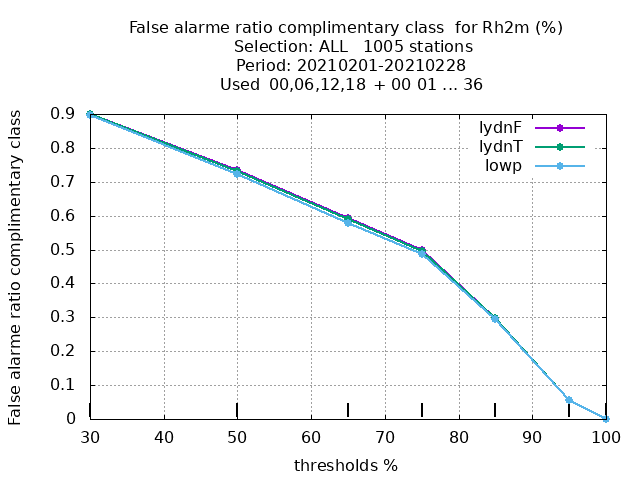 False alarme ratio complimentary class  for Rh2m (%)
Selection: ALL   1005 stations
Period: 20210201-20210228
Used  00,06,12,18  + 00 01 ... 36
False alarme ratio complimentary class
0.9
0.8
0.7
0.6
0.5
0.4
0.3
0.2
0.1
0
lydnF
lydnT
lowp
30 40 50 60 70 80 90 100
thresholds %